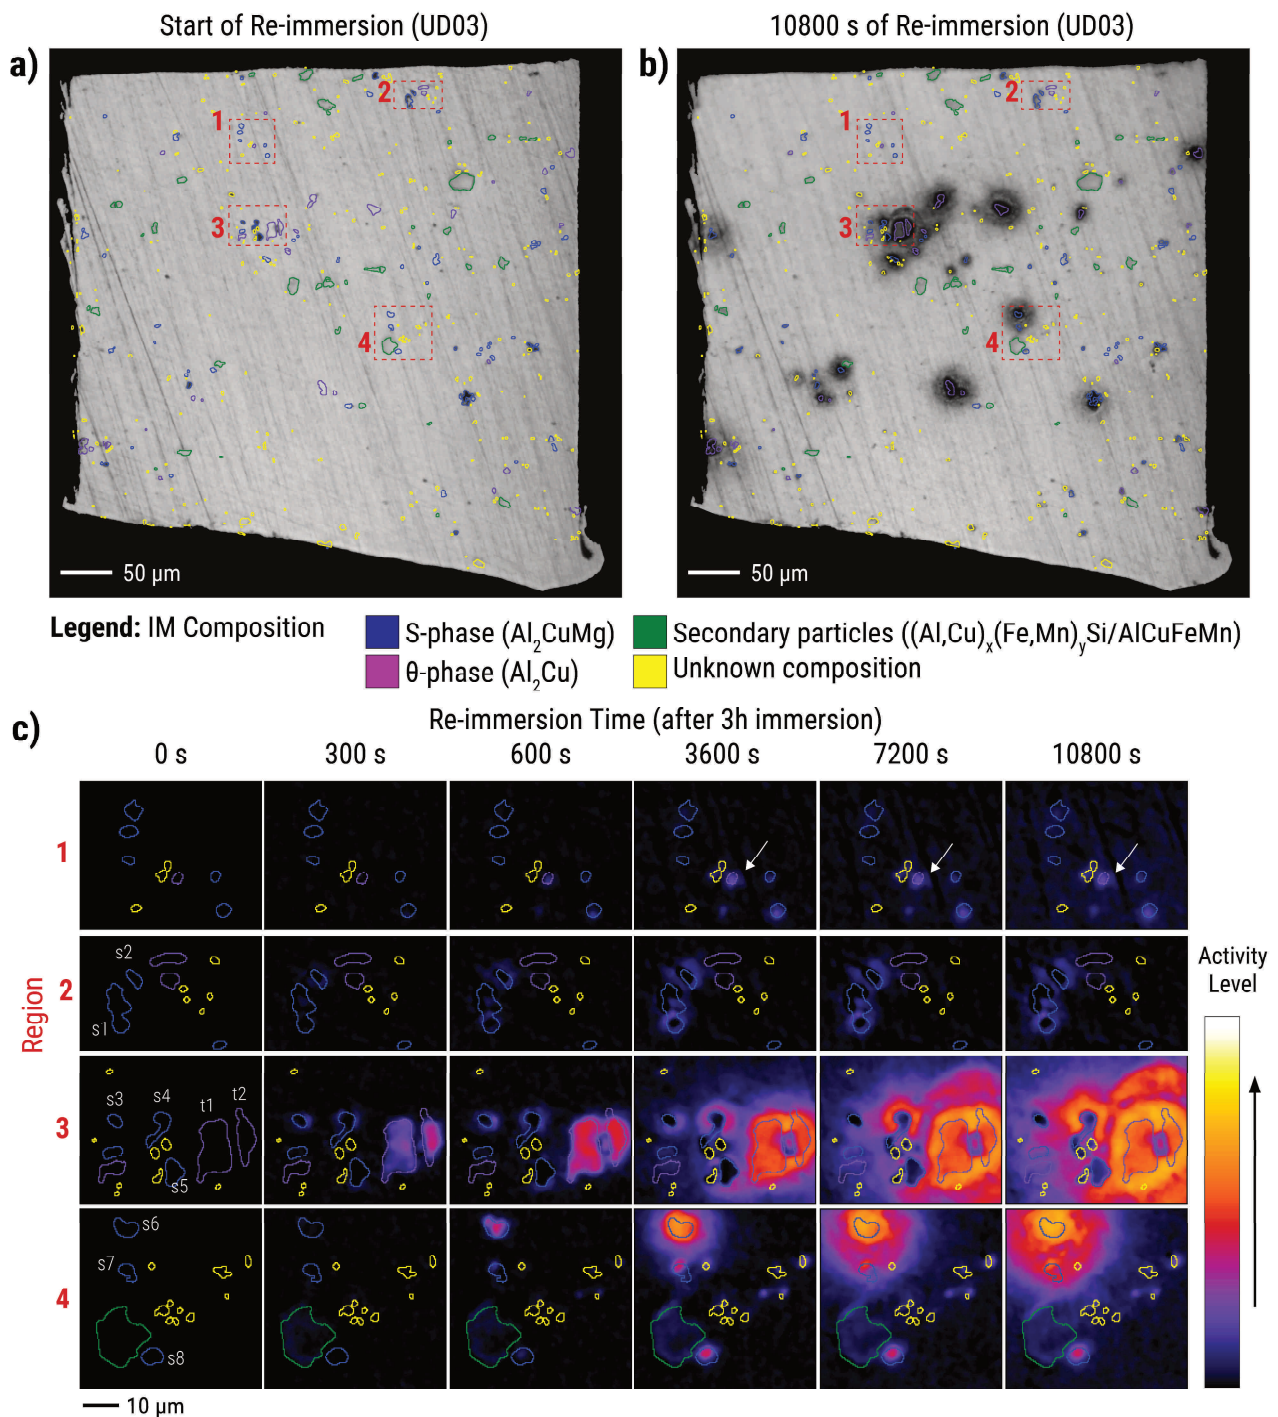 Start of Re-immersion (UD03)
10800 s of Re-immersion (UD03)
a)
b)
1
2
3
4
50 µm
1
2
3
4
50 µm
Legend: IM Composition
S-phase (Al₂CuMg)
Secondary particles ((Al,Cu)ₓ(Fe,Mn)ᵧSi/AlCuFeMn)
θ-phase (Al₂Cu)
Unknown composition
c)
Re-immersion Time (after 3h immersion)
0 s
300 s
600 s
3600 s
7200 s
10800 s
Region
1
2
s2
s1
3
s3
s4
t1
t2
s5
4
s6
s7
s8
Activity
Level
10 µm